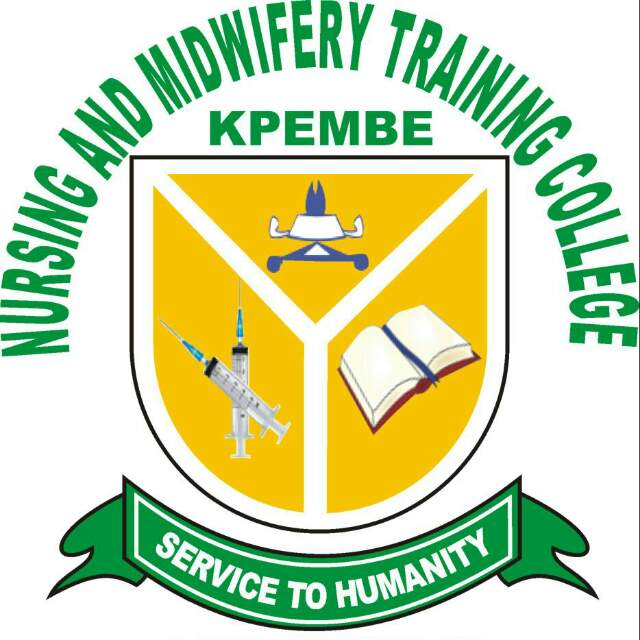 NURSING AND MIDWIFERY TRAINING COLLEGE
KPEMBE
SERVICE TO HUMANITY